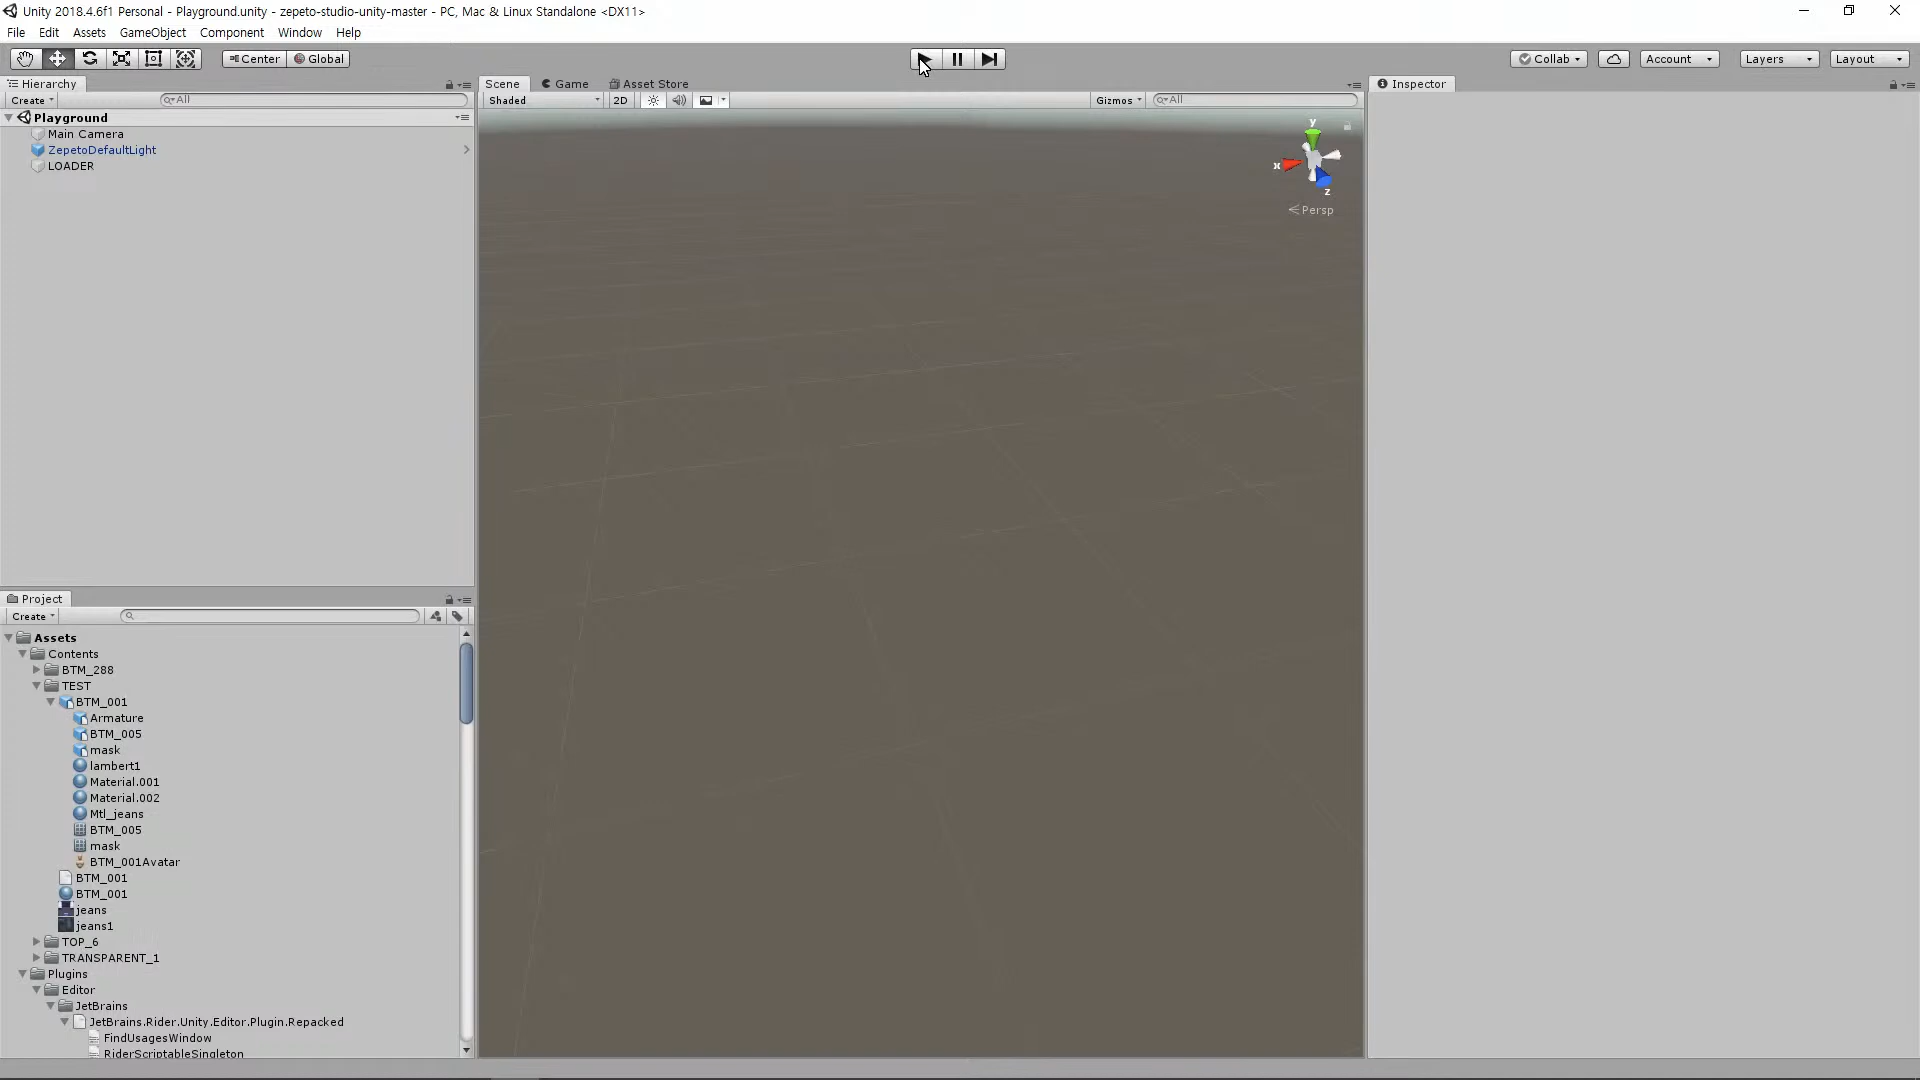 Unity 2018.4.6f1 Personal - Playground.unity - zepeto-studio-unity-master - PC, Mac & Linux Standalone <DX11>
File Edit Assets GameObject Component Window Help
Center Global Collab Account Layers Layout
Hierarchy
Create All
Playground
Main Camera
ZepetoDefaultLight
LOADER
Scene Game Asset Store
Shaded 2D Gizmos All
y
x
z
Persp
Inspector
Project
Create
Assets
Contents
BTM_288
TEST
BTM_001
Armature
BTM_005
mask
lambert1
Material.001
Material.002
Mtl_jeans
BTM_005
mask
BTM_001Avatar
BTM_001
BTM_001
jeans
jeans1
TOP_6
TRANSPARENT_1
Plugins
Editor
JetBrains
JetBrains.Rider.Unity.Editor.Plugin.Repacked
FindUsagesWindow
RiderScriptableSingleton